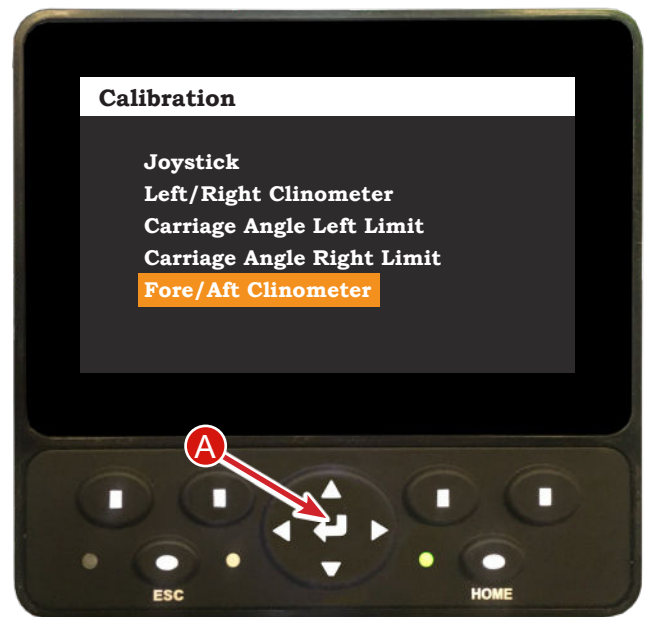 Calibration
Joystick
Left/Right Clinometer
Carriage Angle Left Limit
Carriage Angle Right Limit
Fore/Aft Clinometer
A
ESC
HOME